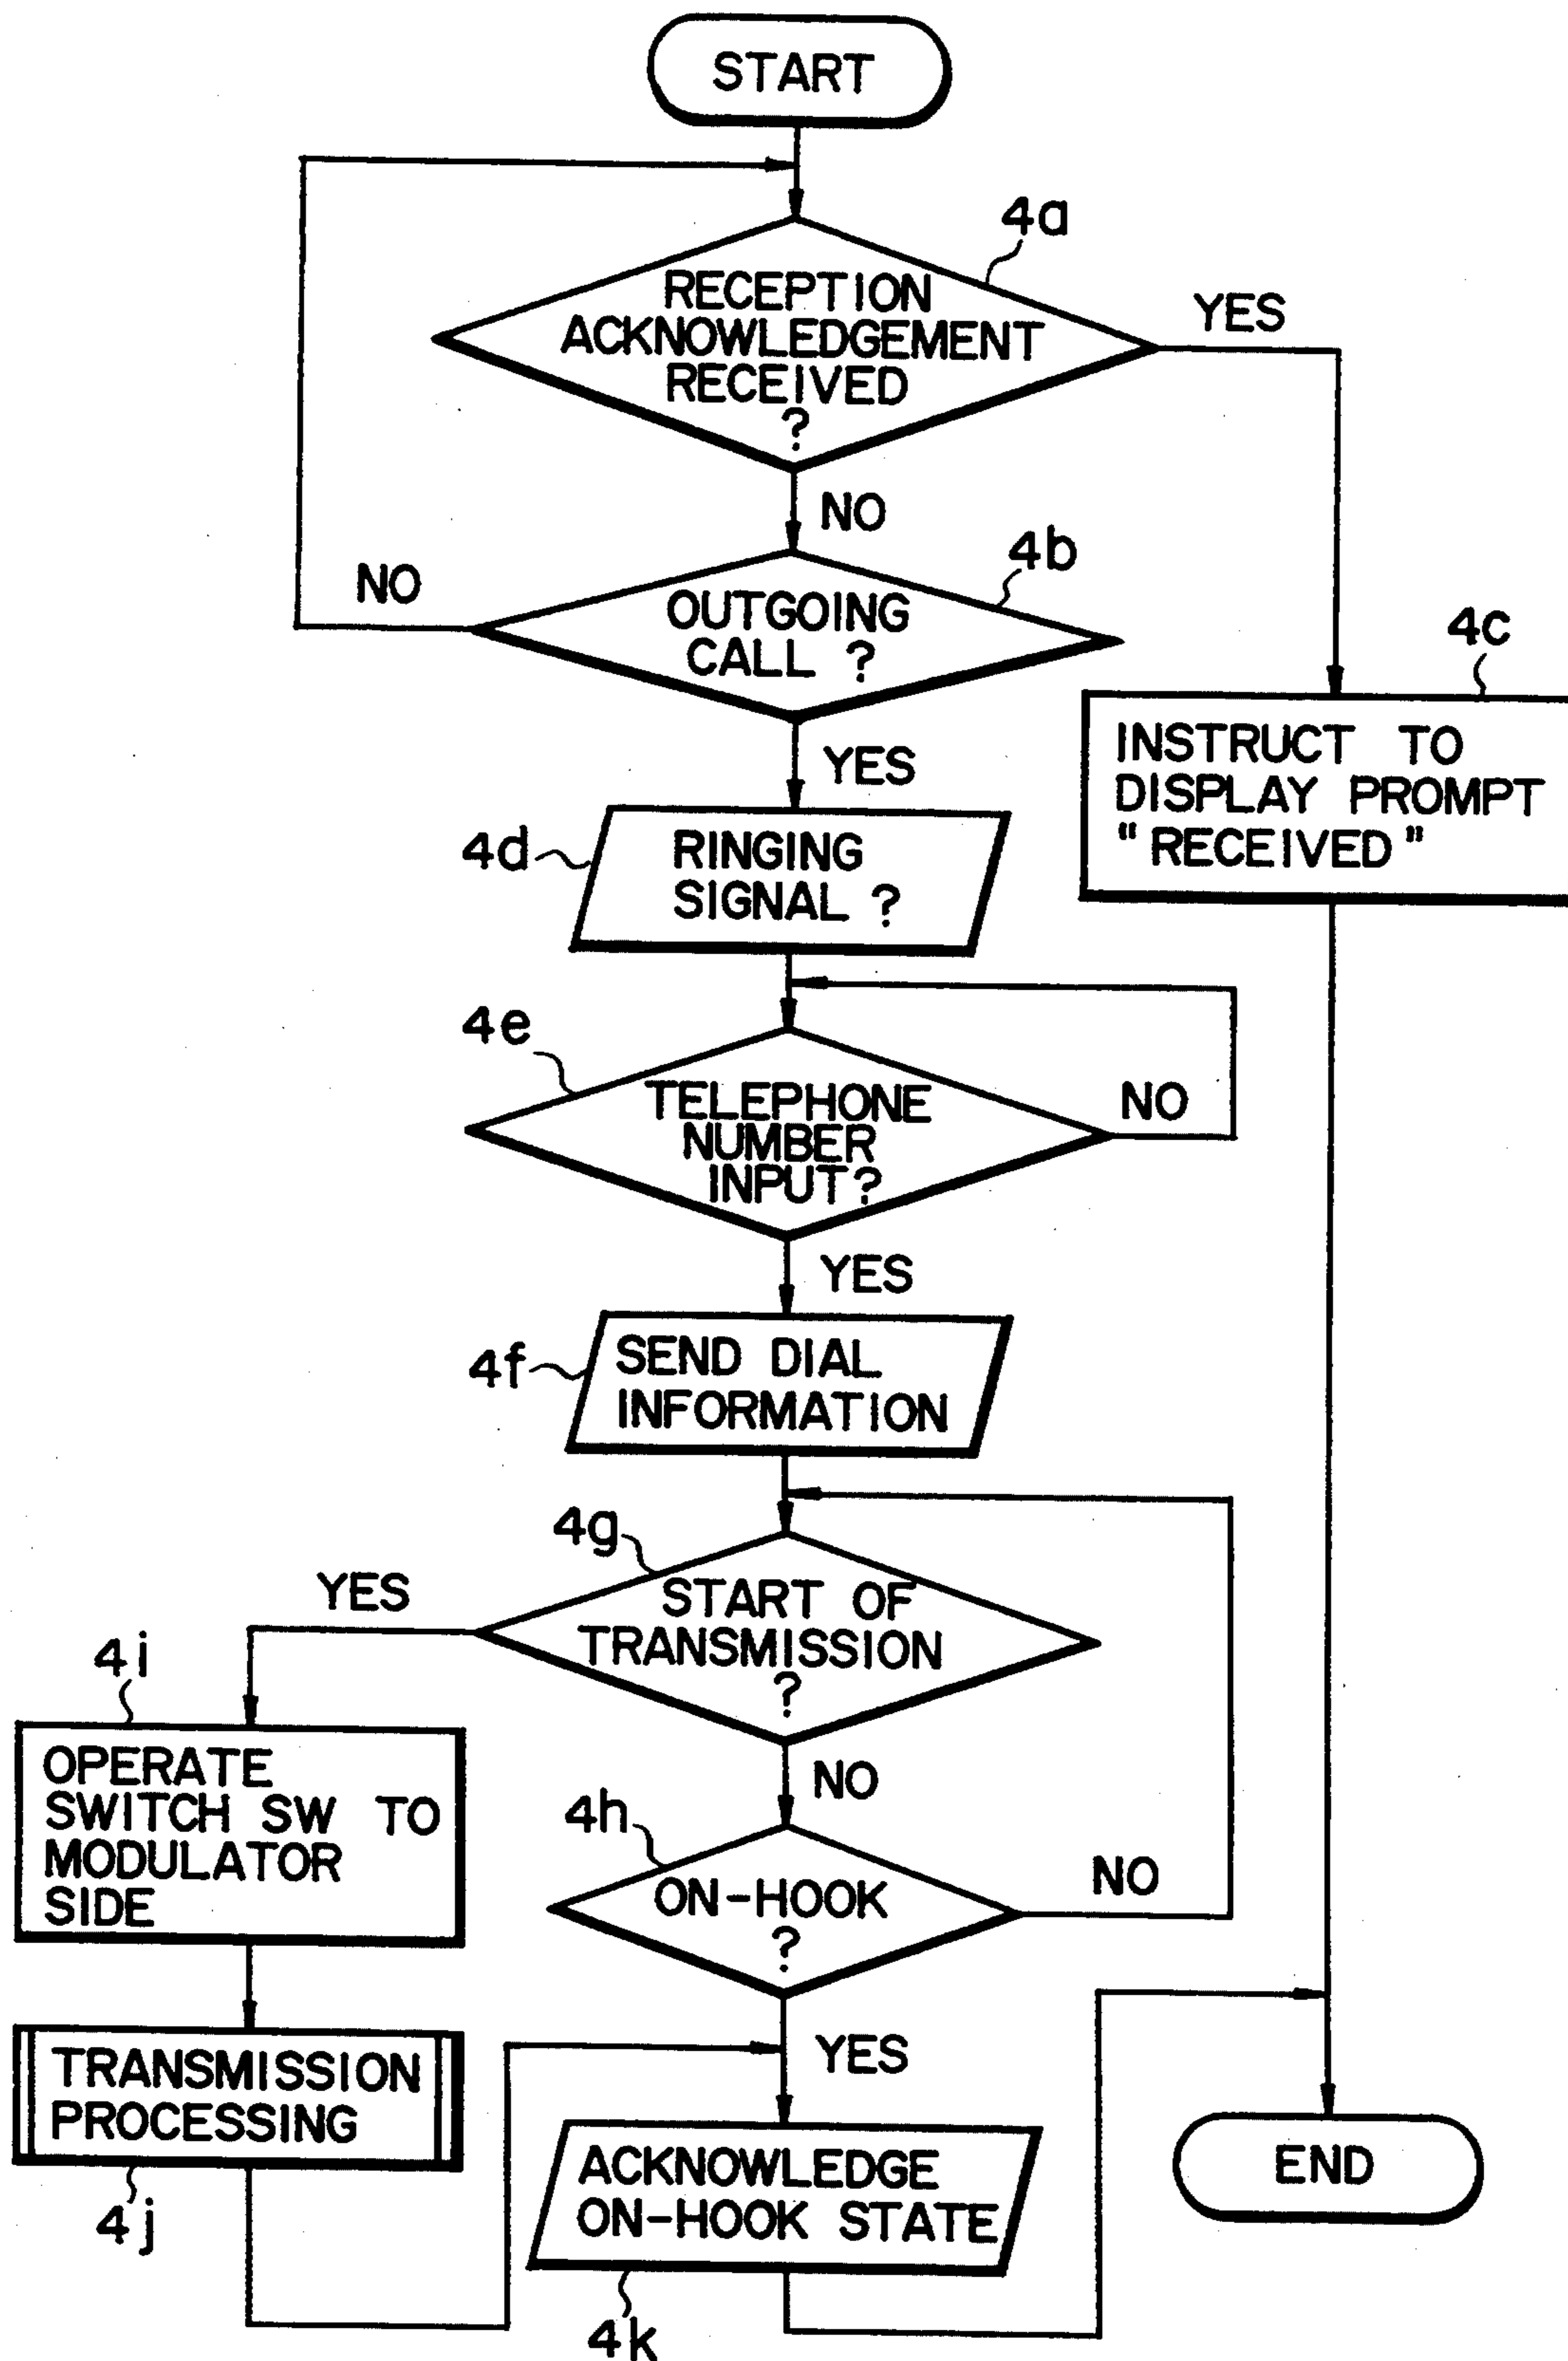 START
4a
RECEPTION
ACKNOWLEDGEMENT
RECEIVED
?
YES
NO
4b
NO
OUTGOING
CALL ?
YES
4c
INSTRUCT TO
DISPLAY PROMPT
"RECEIVED"
4d
RINGING
SIGNAL ?
4e
TELEPHONE
NUMBER
INPUT?
NO
YES
4f
SEND DIAL
INFORMATION
4g
START OF
TRANSMISSION
?
YES
NO
4i
OPERATE
SWITCH SW TO
MODULATOR
SIDE
4h
ON-HOOK
?
NO
YES
TRANSMISSION
PROCESSING
4j
ACKNOWLEDGE
ON-HOOK STATE
4k
END